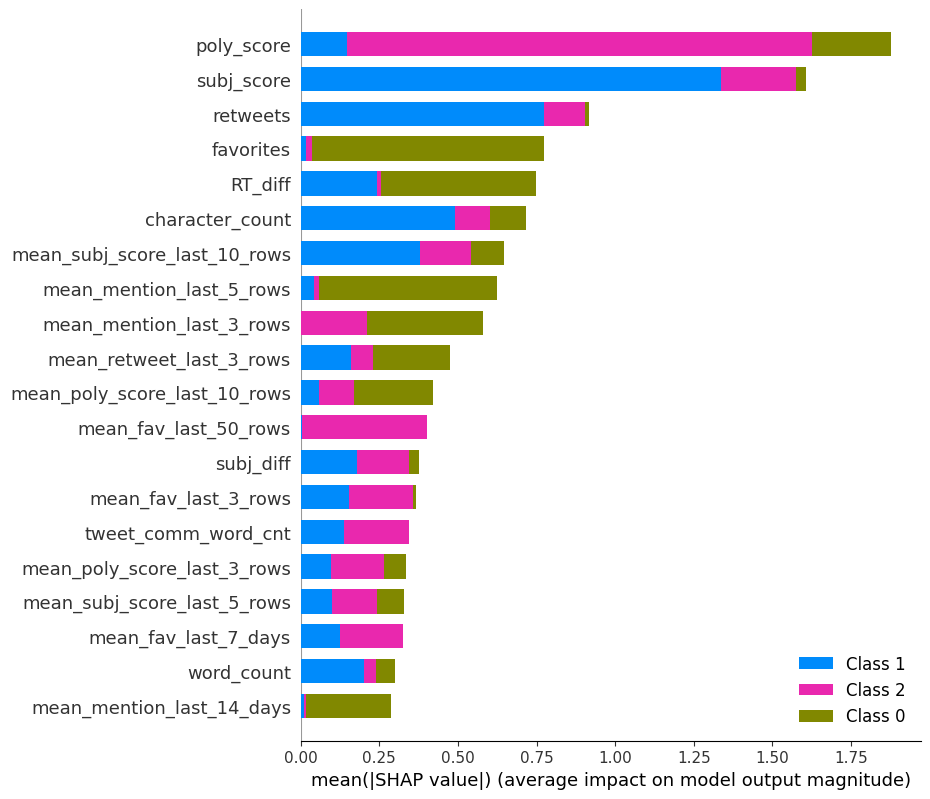 poly_score
subj_score
retweets
favorites
RT_diff
character_count
mean_subj_score_last_10_rows
mean_mention_last_5_rows
mean_mention_last_3_rows
mean_retweet_last_3_rows
mean_poly_score_last_10_rows
mean_fav_last_50_rows
subj_diff
mean_fav_last_3_rows
tweet_comm_word_cnt
mean_poly_score_last_3_rows
mean_subj_score_last_5_rows
mean_fav_last_7_days
word_count
mean_mention_last_14_days
Class 1
Class 2
Class 0
0.00 0.25 0.50 0.75 1.00 1.25 1.50 1.75
mean(|SHAP value|) (average impact on model output magnitude)